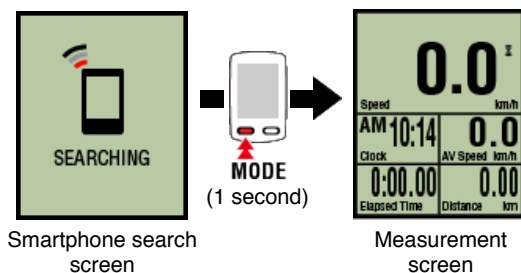 SEARCHING
Smartphone search
screen
MODE
(1 second)
0.0
Speed km/h
AM 10:14
Clock
0.0
AV Speed km/h
0:00.00
Elapsed Time
0.00
Distance km
Measurement
screen